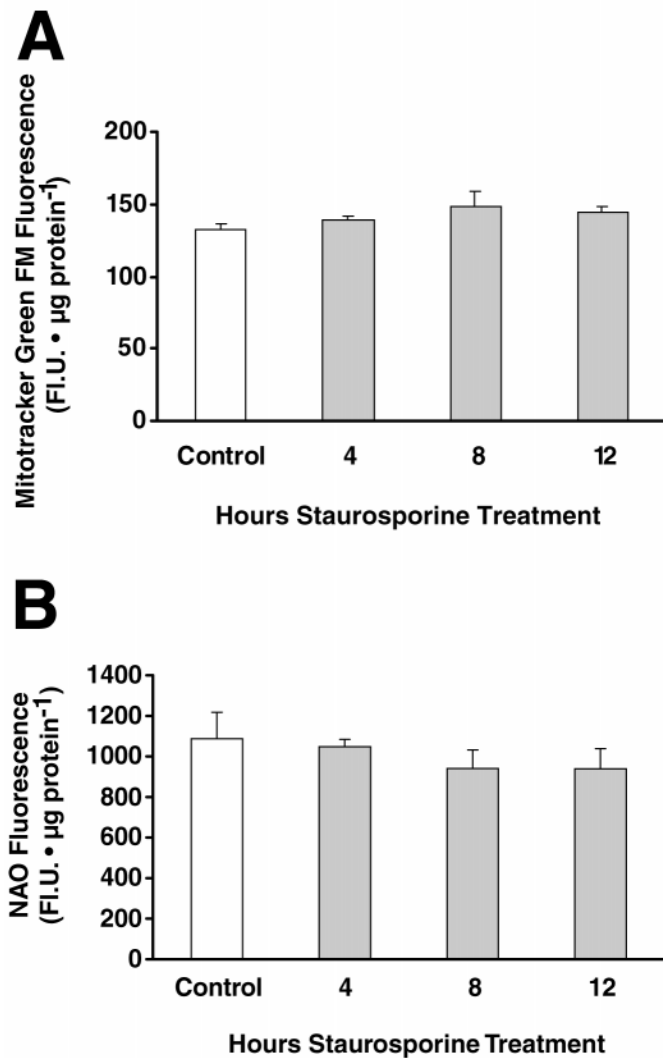 A
Mitotracker Green FM Fluorescence
(Fl.U. • µg protein⁻¹)
200
150
100
50
0
Control 4 8 12
Hours Staurosporine Treatment
B
NAO Fluorescence
(Fl.U. • µg protein⁻¹)
1400
1200
1000
800
600
400
200
0
Control 4 8 12
Hours Staurosporine Treatment